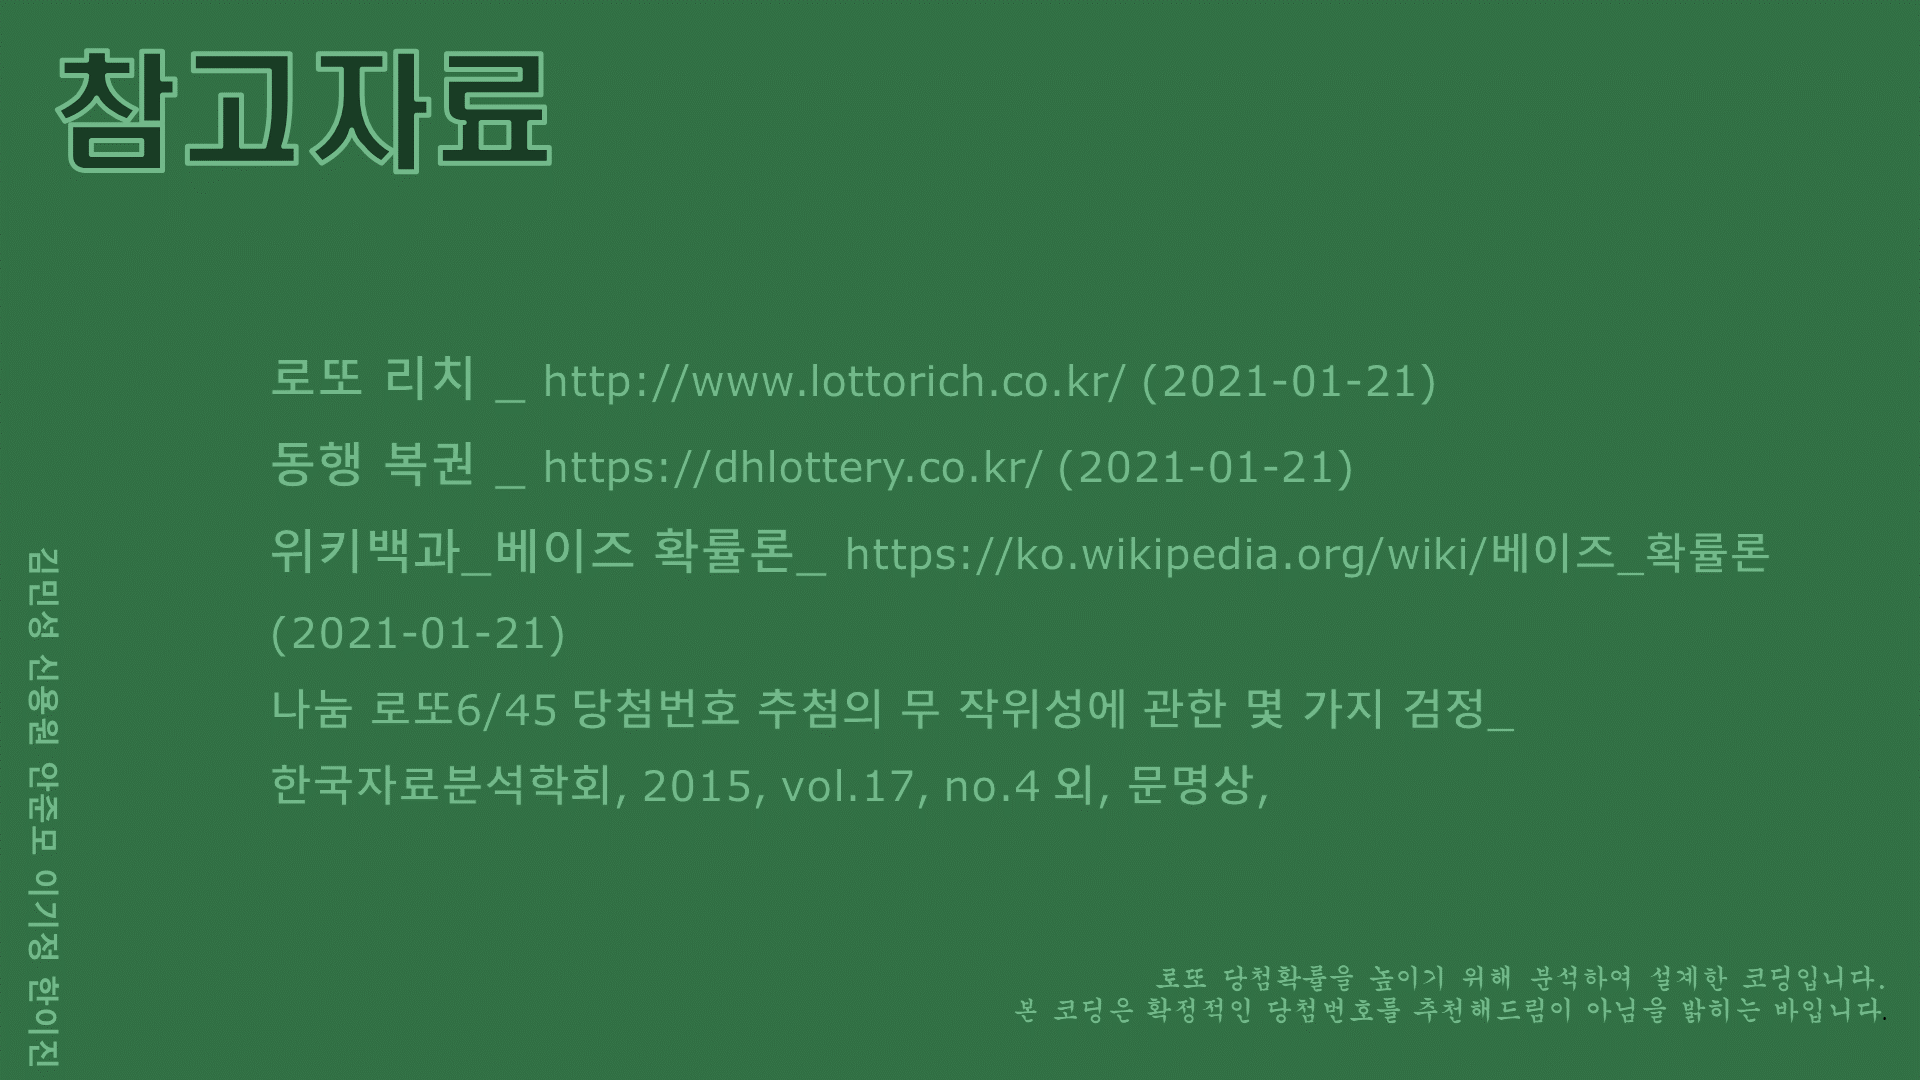 참고자료
로또 리치 _ http://www.lottorich.co.kr/ (2021-01-21)
동행 복권 _ https://dhlottery.co.kr/ (2021-01-21)
위키백과_베이즈 확률론_ https://ko.wikipedia.org/wiki/베이즈_확률론
(2021-01-21)
나눔 로또6/45 당첨번호 추첨의 무 작위성에 관한 몇 가지 검정_
한국자료분석학회, 2015, vol.17, no.4 외, 문명상,
김민성 신용원 안준모 이기정 한이진
로또 당첨확률을 높이기 위해 분석하여 설계한 코딩입니다.
본 코딩은 확정적인 당첨번호를 추천해드림이 아님을 밝히는 바입니다.